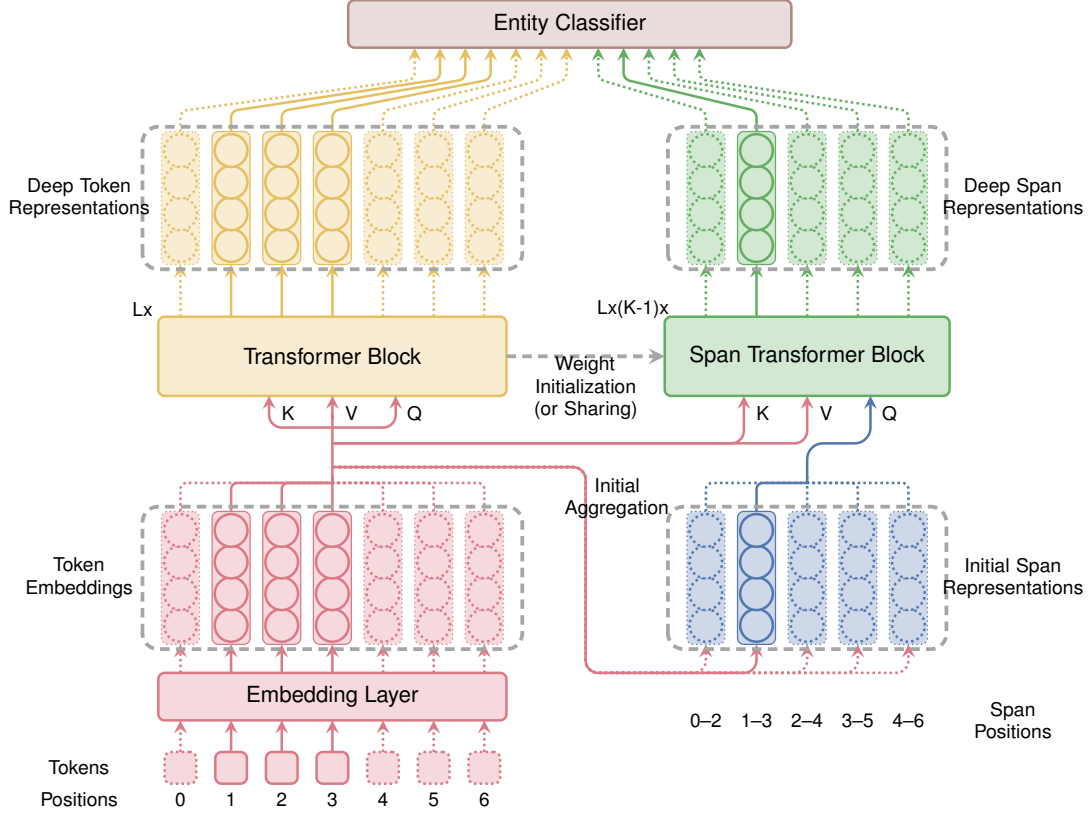 Entity Classifier
Deep Token
Representations
Deep Span
Representations
Lx
Lx(K-1)x
Transformer Block
Span Transformer Block
Weight
Initialization
(or Sharing)
K
V
Q
K
V
Q
Initial
Aggregation
Token
Embeddings
Initial Span
Representations
Embedding Layer
0–2
1–3
2–4
3–5
4–6
Span
Positions
Tokens
Positions
0
1
2
3
4
5
6